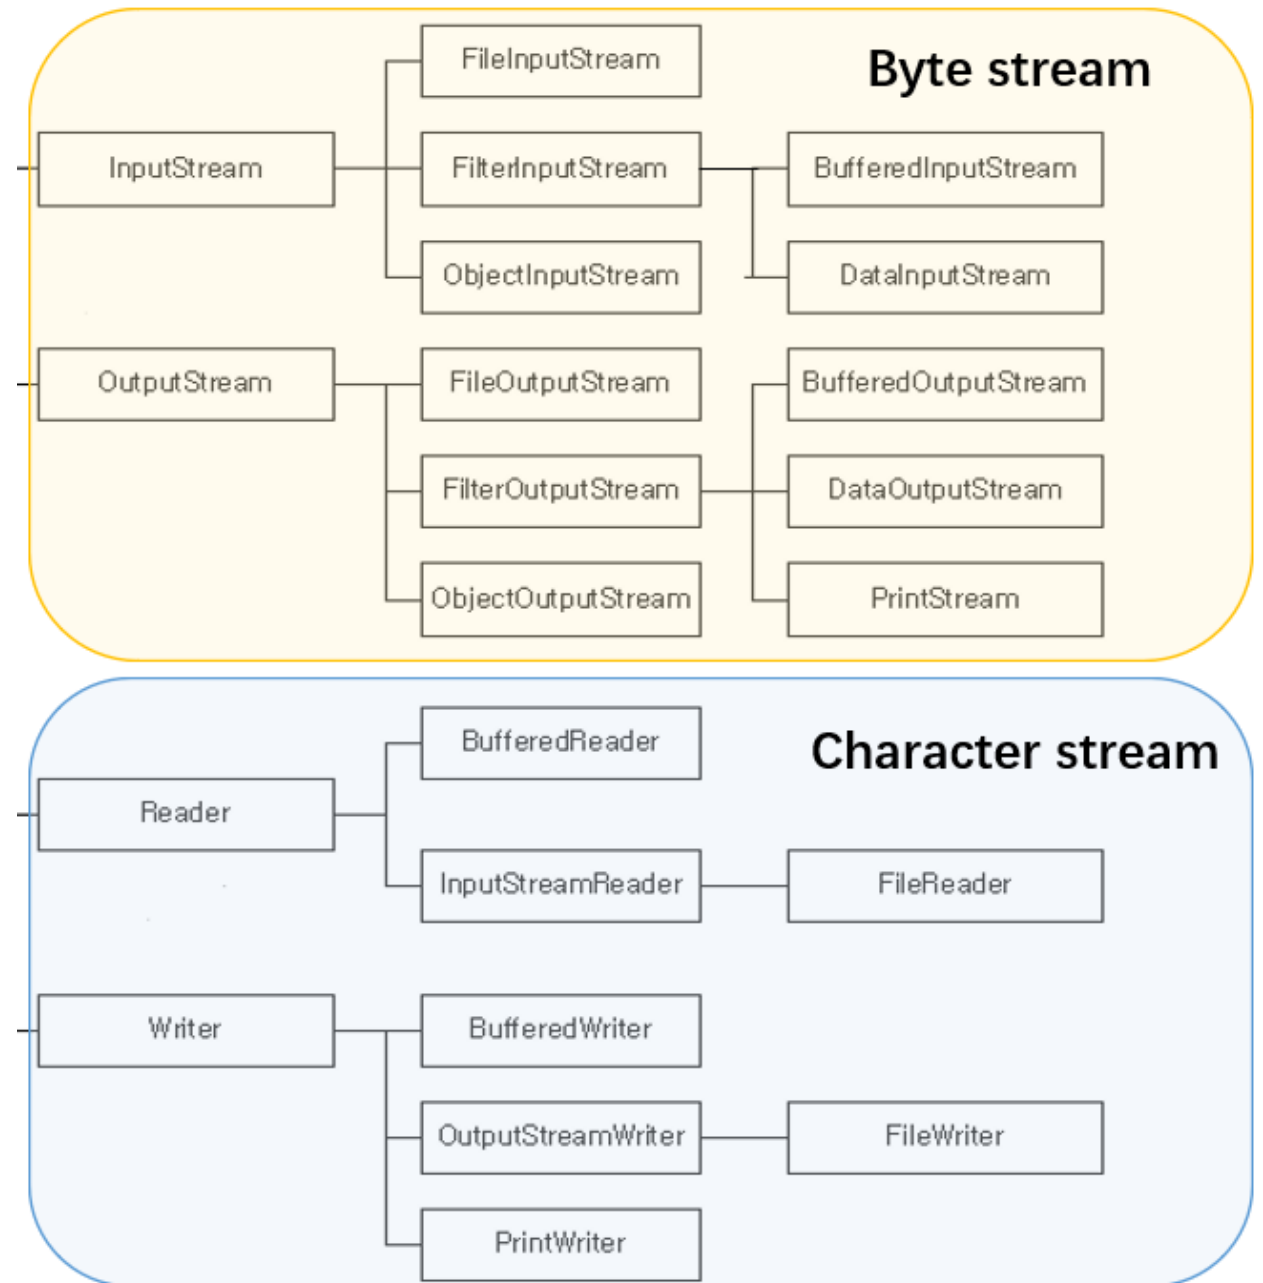 FileInputStream
Byte stream
InputStream
FilterInputStream
BufferedInputStream
ObjectInputStream
DataInputStream
OutputStream
FileOutputStream
BufferedOutputStream
FilterOutputStream
DataOutputStream
ObjectOutputStream
PrintStream
BufferedReader
Character stream
Reader
InputStreamReader
FileReader
Writer
BufferedWriter
OutputStreamWriter
FileWriter
PrintWriter